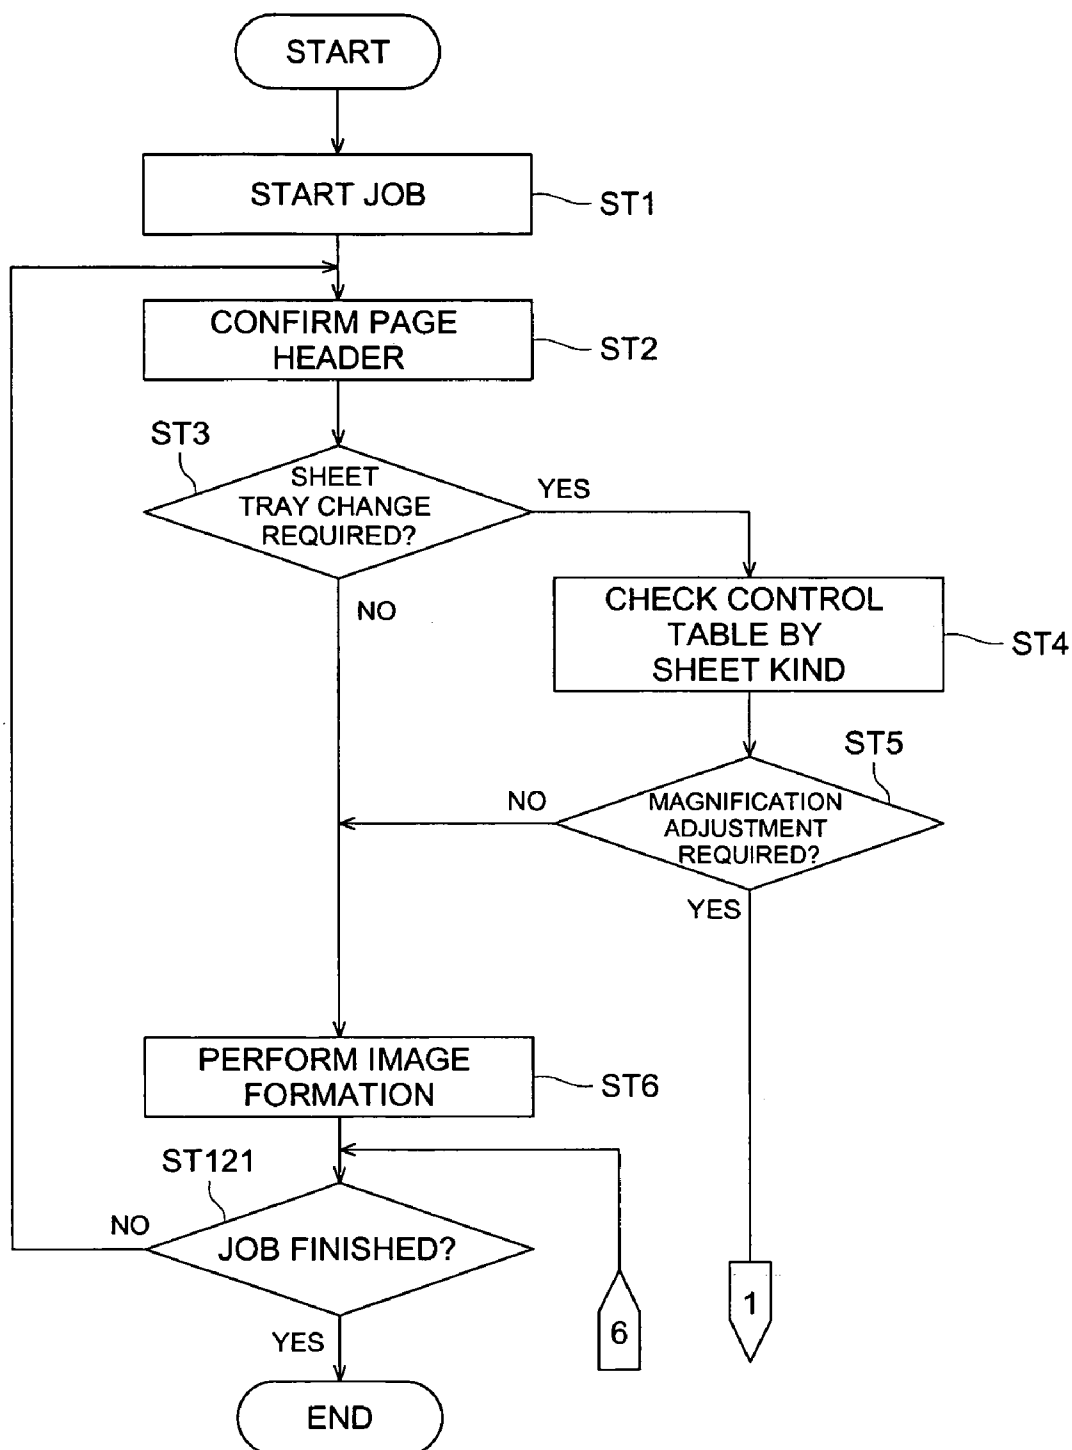 START
START JOB
ST1
CONFIRM PAGE
HEADER
ST2
ST3
SHEET
TRAY CHANGE
REQUIRED?
YES
NO
CHECK CONTROL
TABLE BY
SHEET KIND
ST4
ST5
NO
MAGNIFICATION
ADJUSTMENT
REQUIRED?
YES
PERFORM IMAGE
FORMATION
ST6
ST121
NO
JOB FINISHED?
YES
6
1
END